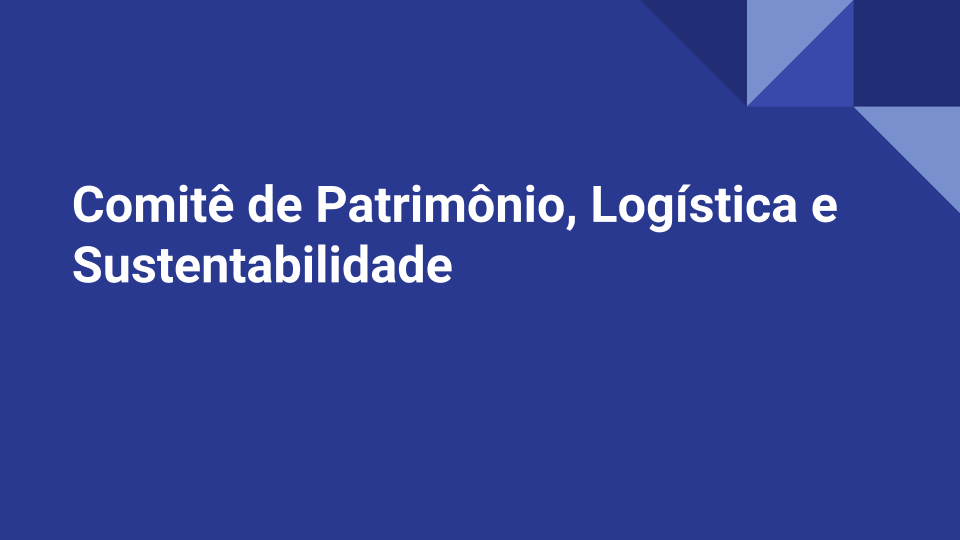 Comitê de Patrimônio, Logística e
Sustentabilidade